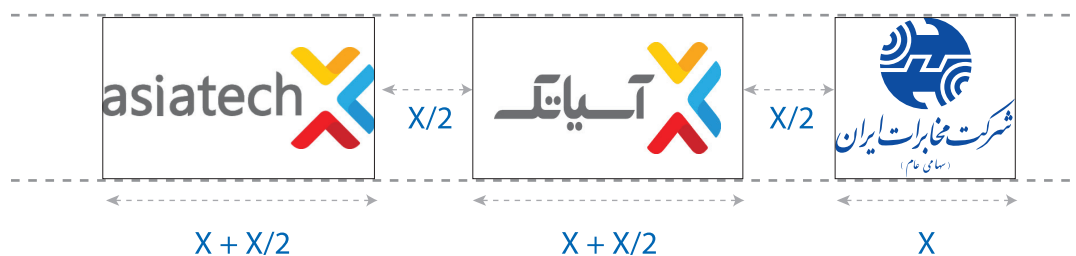 asiatech
X/2
آسیاتک
X/2
شرکت مخابرات ایران
(سهامی عام)
X + X/2
X + X/2
X